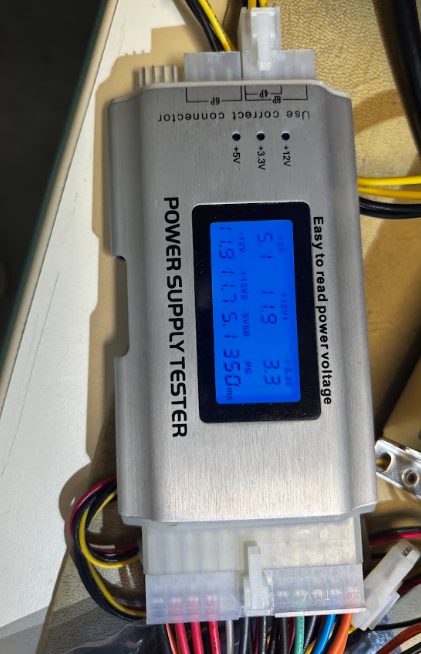 8P
4P
6P
Use correct connector
+12V
+3.3V
+5V
Easy to read power voltage
+5V +12V1 +3.3V
5.1 11.9 3.3
-12V +12V2 5VSB PG
11.9 11.7 5.1 350ms
POWER SUPPLY TESTER